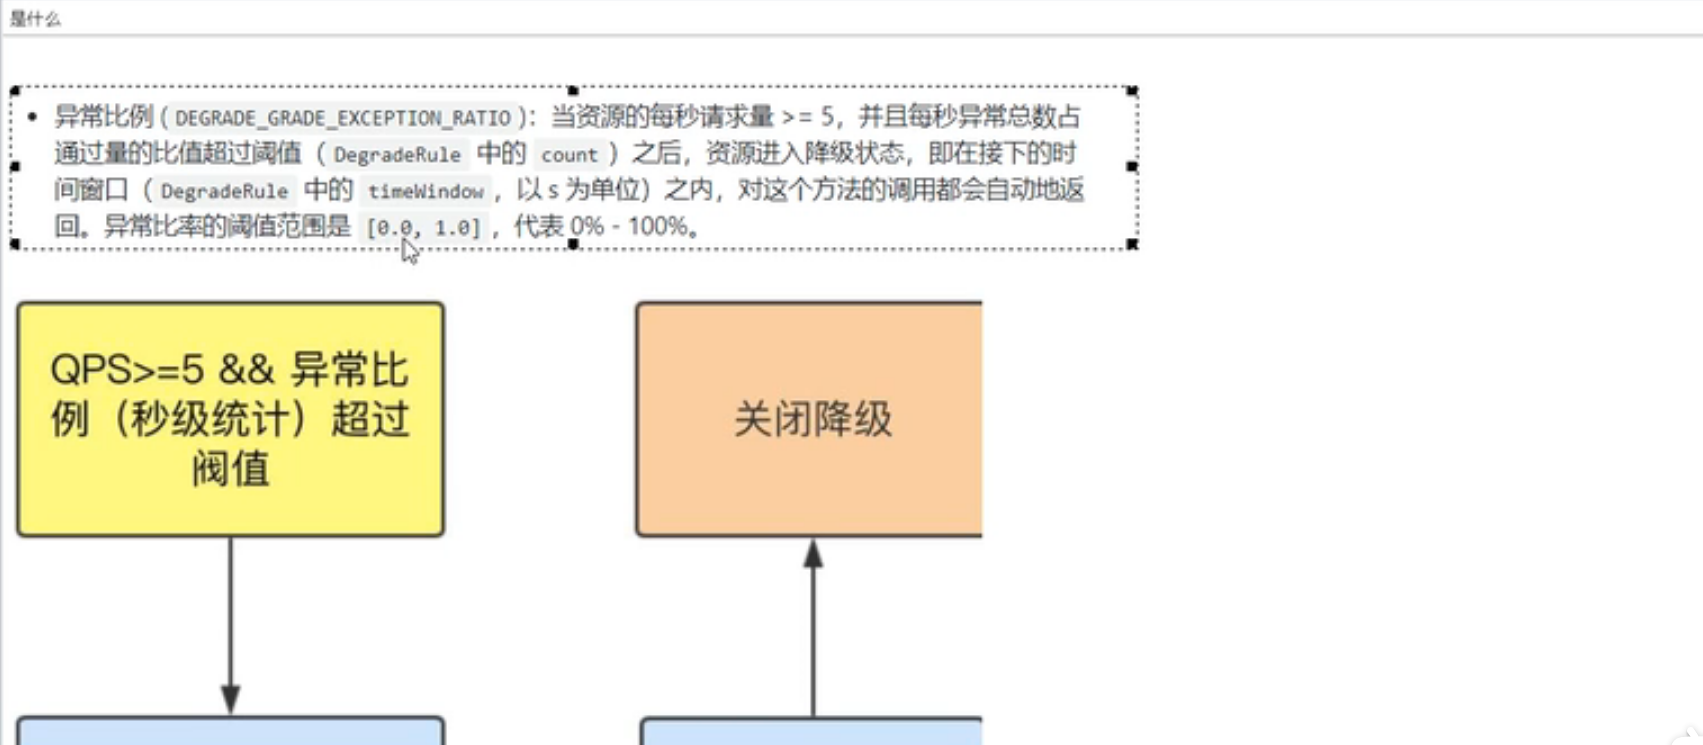 是什么
• 异常比例 ( DEGRADE_GRADE_EXCEPTION_RATIO )：当资源的每秒请求量 >= 5，并且每秒异常总数占
通过量的比值超过阈值（ DegradeRule 中的 count ）之后，资源进入降级状态，即在接下的时
间窗口（ DegradeRule 中的 timeWindow ，以 s 为单位）之内，对这个方法的调用都会自动地返
回。异常比率的阈值范围是 [0.0, 1.0] ，代表 0% - 100%。
QPS>=5 && 异常比
例（秒级统计）超过
阀值
关闭降级